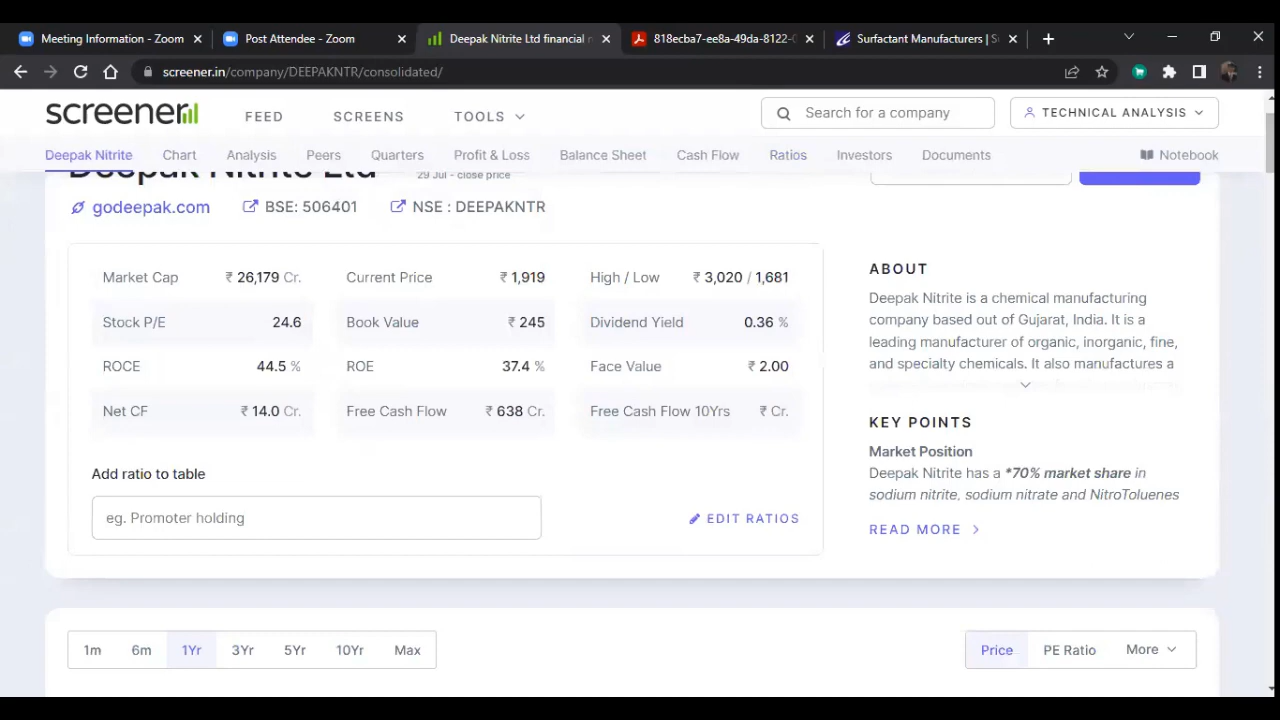 Meeting Information - Zoom
Post Attendee - Zoom
Deepak Nitrite Ltd financial
818ecba7-ee8a-49da-8122-
Surfactant Manufacturers |
screener.in/company/DEEPAKNTR/consolidated/
screener
FEED
SCREENS
TOOLS
Search for a company
TECHNICAL ANALYSIS
Deepak Nitrite
Chart
Analysis
Peers
Quarters
Profit & Loss
Balance Sheet
Cash Flow
Ratios
Investors
Documents
Notebook
Deepak Nitrite Ltd
29 Jul - close price
godeepak.com
BSE: 506401
NSE : DEEPAKNTR
Market Cap ₹ 26,179 Cr.
Current Price ₹ 1,919
High / Low ₹ 3,020 / 1,681
Stock P/E 24.6
Book Value ₹ 245
Dividend Yield 0.36 %
ROCE 44.5 %
ROE 37.4 %
Face Value ₹ 2.00
Net CF ₹ 14.0 Cr.
Free Cash Flow ₹ 638 Cr.
Free Cash Flow 10Yrs ₹ Cr.
Add ratio to table
eg. Promoter holding
EDIT RATIOS
ABOUT
Deepak Nitrite is a chemical manufacturing
company based out of Gujarat, India. It is a
leading manufacturer of organic, inorganic, fine,
and specialty chemicals. It also manufactures a
KEY POINTS
Market Position
Deepak Nitrite has a *70% market share in
sodium nitrite, sodium nitrate and NitroToluenes
READ MORE
1m
6m
1Yr
3Yr
5Yr
10Yr
Max
Price
PE Ratio
More